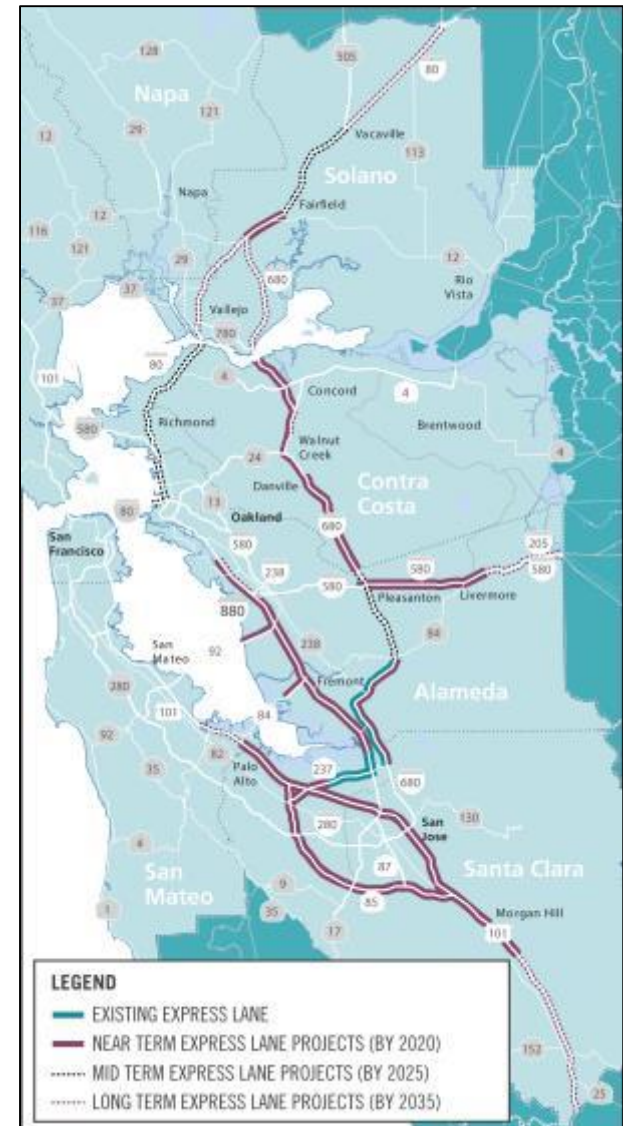 128
505
80
Napa
121
12
29
Vacaville
113
Solano
Napa
Fairfield
12
116
121
29
12
680
Rio
Vista
37
37
Vallejo
780
101
80
4
Concord
4
Richmond
Brentwood
580
Walnut
Creek
24
4
Danville
Contra
Costa
13
80
Oakland
680
San
Francisco
580
205
238
580
580
580
Pleasanton
Livermore
880
84
San
Mateo
92
238
Fremont
280
Alameda
101
84
92
82
Palo
Alto
35
237
680
280
San
Jose
130
4
87
San
Mateo
Santa Clara
9
85
1
35
Morgan Hill
17
101
LEGEND
EXISTING EXPRESS LANE
NEAR TERM EXPRESS LANE PROJECTS (BY 2020)
152
MID TERM EXPRESS LANE PROJECTS (BY 2025)
LONG TERM EXPRESS LANE PROJECTS (BY 2035)
25